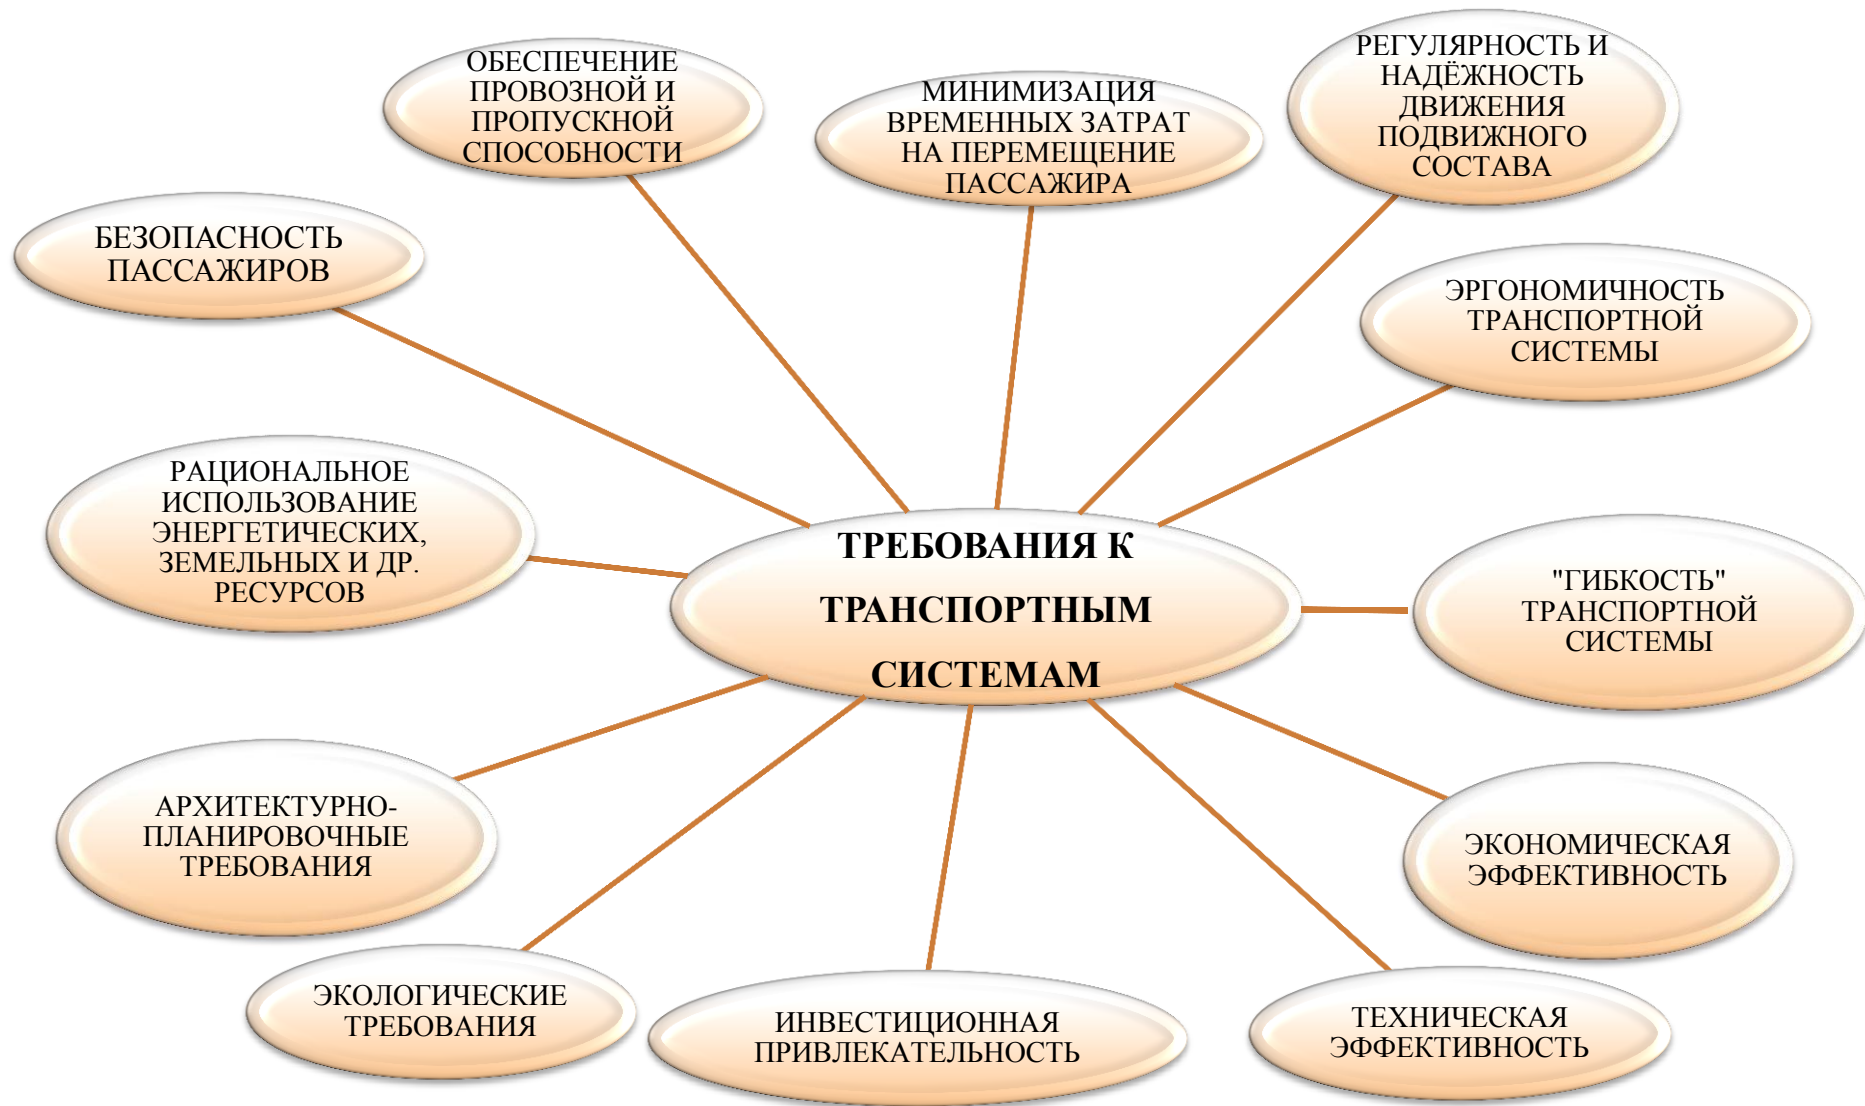 ОБЕСПЕЧЕНИЕ
ПРОВОЗНОЙ И
ПРОПУСКНОЙ
СПОСОБНОСТИ
МИНИМИЗАЦИЯ
ВРЕМЕННЫХ ЗАТРАТ
НА ПЕРЕМЕЩЕНИЕ
ПАССАЖИРА
РЕГУЛЯРНОСТЬ И
НАДЁЖНОСТЬ
ДВИЖЕНИЯ
ПОДВИЖНОГО
СОСТАВА
БЕЗОПАСНОСТЬ
ПАССАЖИРОВ
ЭРГОНОМИЧНОСТЬ
ТРАНСПОРТНОЙ
СИСТЕМЫ
РАЦИОНАЛЬНОЕ
ИСПОЛЬЗОВАНИЕ
ЭНЕРГЕТИЧЕСКИХ,
ЗЕМЕЛЬНЫХ И ДР.
РЕСУРСОВ
ТРЕБОВАНИЯ К
ТРАНСПОРТНЫМ
СИСТЕМАМ
"ГИБКОСТЬ"
ТРАНСПОРТНОЙ
СИСТЕМЫ
АРХИТЕКТУРНО-
ПЛАНИРОВОЧНЫЕ
ТРЕБОВАНИЯ
ЭКОНОМИЧЕСКАЯ
ЭФФЕКТИВНОСТЬ
ЭКОЛОГИЧЕСКИЕ
ТРЕБОВАНИЯ
ИНВЕСТИЦИОННАЯ
ПРИВЛЕКАТЕЛЬНОСТЬ
ТЕХНИЧЕСКАЯ
ЭФФЕКТИВНОСТЬ